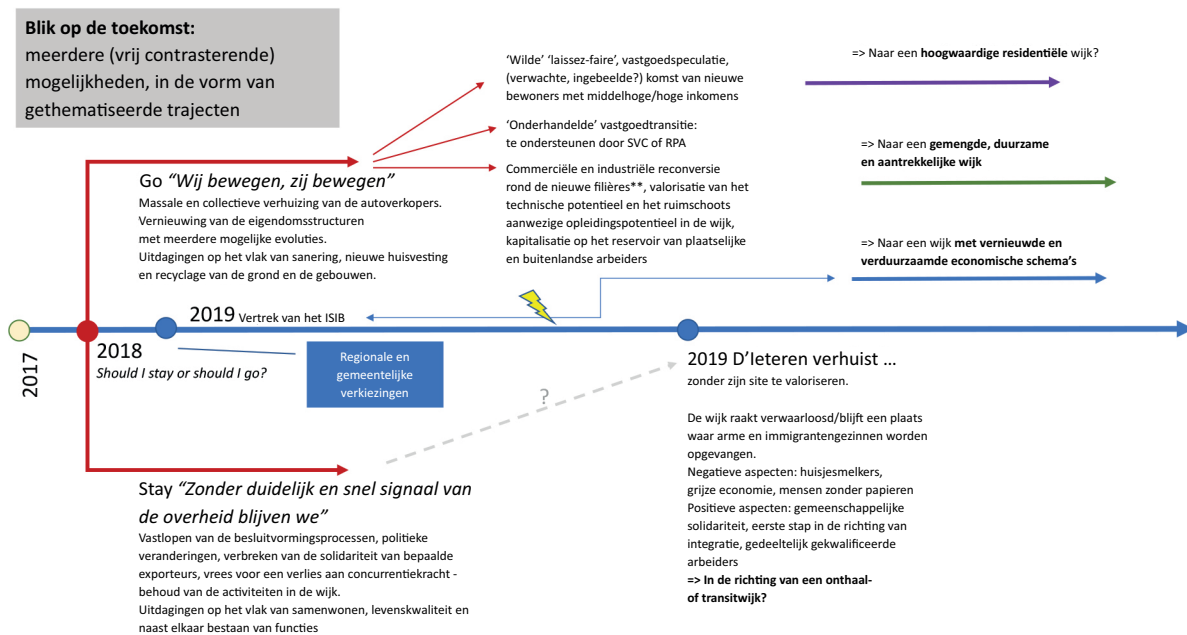 Blik op de toekomst:
meerdere (vrij contrasterende)
mogelijkheden, in de vorm van
gethematiseerde trajecten
'Wilde' 'laissez-faire', vastgoedspeculatie,
(verwachte, ingebeelde?) komst van nieuwe
bewoners met middelhoge/hoge inkomens
=> Naar een hoogwaardige residentiële wijk?
'Onderhandelde' vastgoedtransitie:
te ondersteunen door SVC of RPA
=> Naar een gemengde, duurzame
en aantrekkelijke wijk
Commerciële en industriële reconversie
rond de nieuwe filières**, valorisatie van het
technische potentieel en het ruimschoots
aanwezige opleidingspotentieel in de wijk,
kapitalisatie op het reservoir van plaatselijke
en buitenlandse arbeiders
=> Naar een wijk met vernieuwde en
verduurzaamde economische schema's
Go "Wij bewegen, zij bewegen"
Massale en collectieve verhuizing van de autoverkopers.
Vernieuwing van de eigendomsstructuren
met meerdere mogelijke evoluties.
Uitdagingen op het vlak van sanering, nieuwe huisvesting
en recyclage van de grond en de gebouwen.
2019 Vertrek van het ISIB
2017
2018
Should I stay or should I go?
Regionale en
gemeentelijke
verkiezingen
?
2019 D'Ieteren verhuist ...
zonder zijn site te valoriseren.
De wijk raakt verwaarloosd/blijft een plaats
waar arme en immigrantengezinnen worden
opgevangen.
Negatieve aspecten: huisjesmelkers,
grijze economie, mensen zonder papieren
Positieve aspecten: gemeenschappelijke
solidariteit, eerste stap in de richting van
integratie, gedeeltelijk gekwalificeerde
arbeiders
=> In de richting van een onthaal-
of transitwijk?
Stay "Zonder duidelijk en snel signaal van
de overheid blijven we"
Vastlopen van de besluitvormingsprocessen, politieke
veranderingen, verbreken van de solidariteit van bepaalde
exporteurs, vrees voor een verlies aan concurrentiekracht -
behoud van de activiteiten in de wijk.
Uitdagingen op het vlak van samenwonen, levenskwaliteit en
naast elkaar bestaan van functies